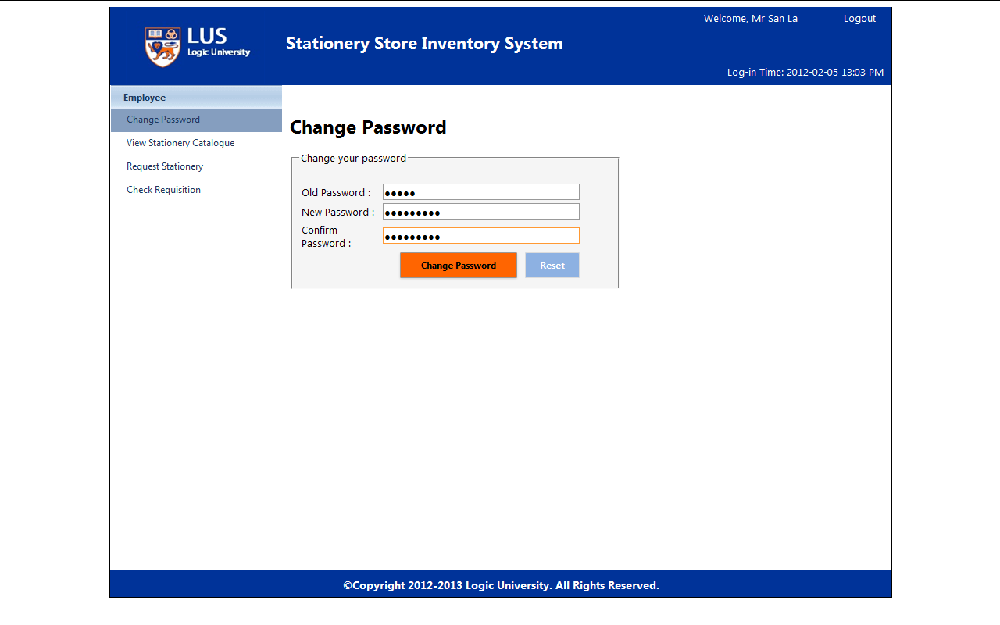 Welcome, Mr San La Logout
LUS
Logic University
Stationery Store Inventory System
Log-in Time: 2012-02-05 13:03 PM
Employee
Change Password
View Stationery Catalogue
Request Stationery
Check Requisition
Change Password
Change your password
Old Password : ●●●●●
New Password : ●●●●●●●●●
Confirm
Password : ●●●●●●●●●
Change Password Reset
©Copyright 2012-2013 Logic University. All Rights Reserved.